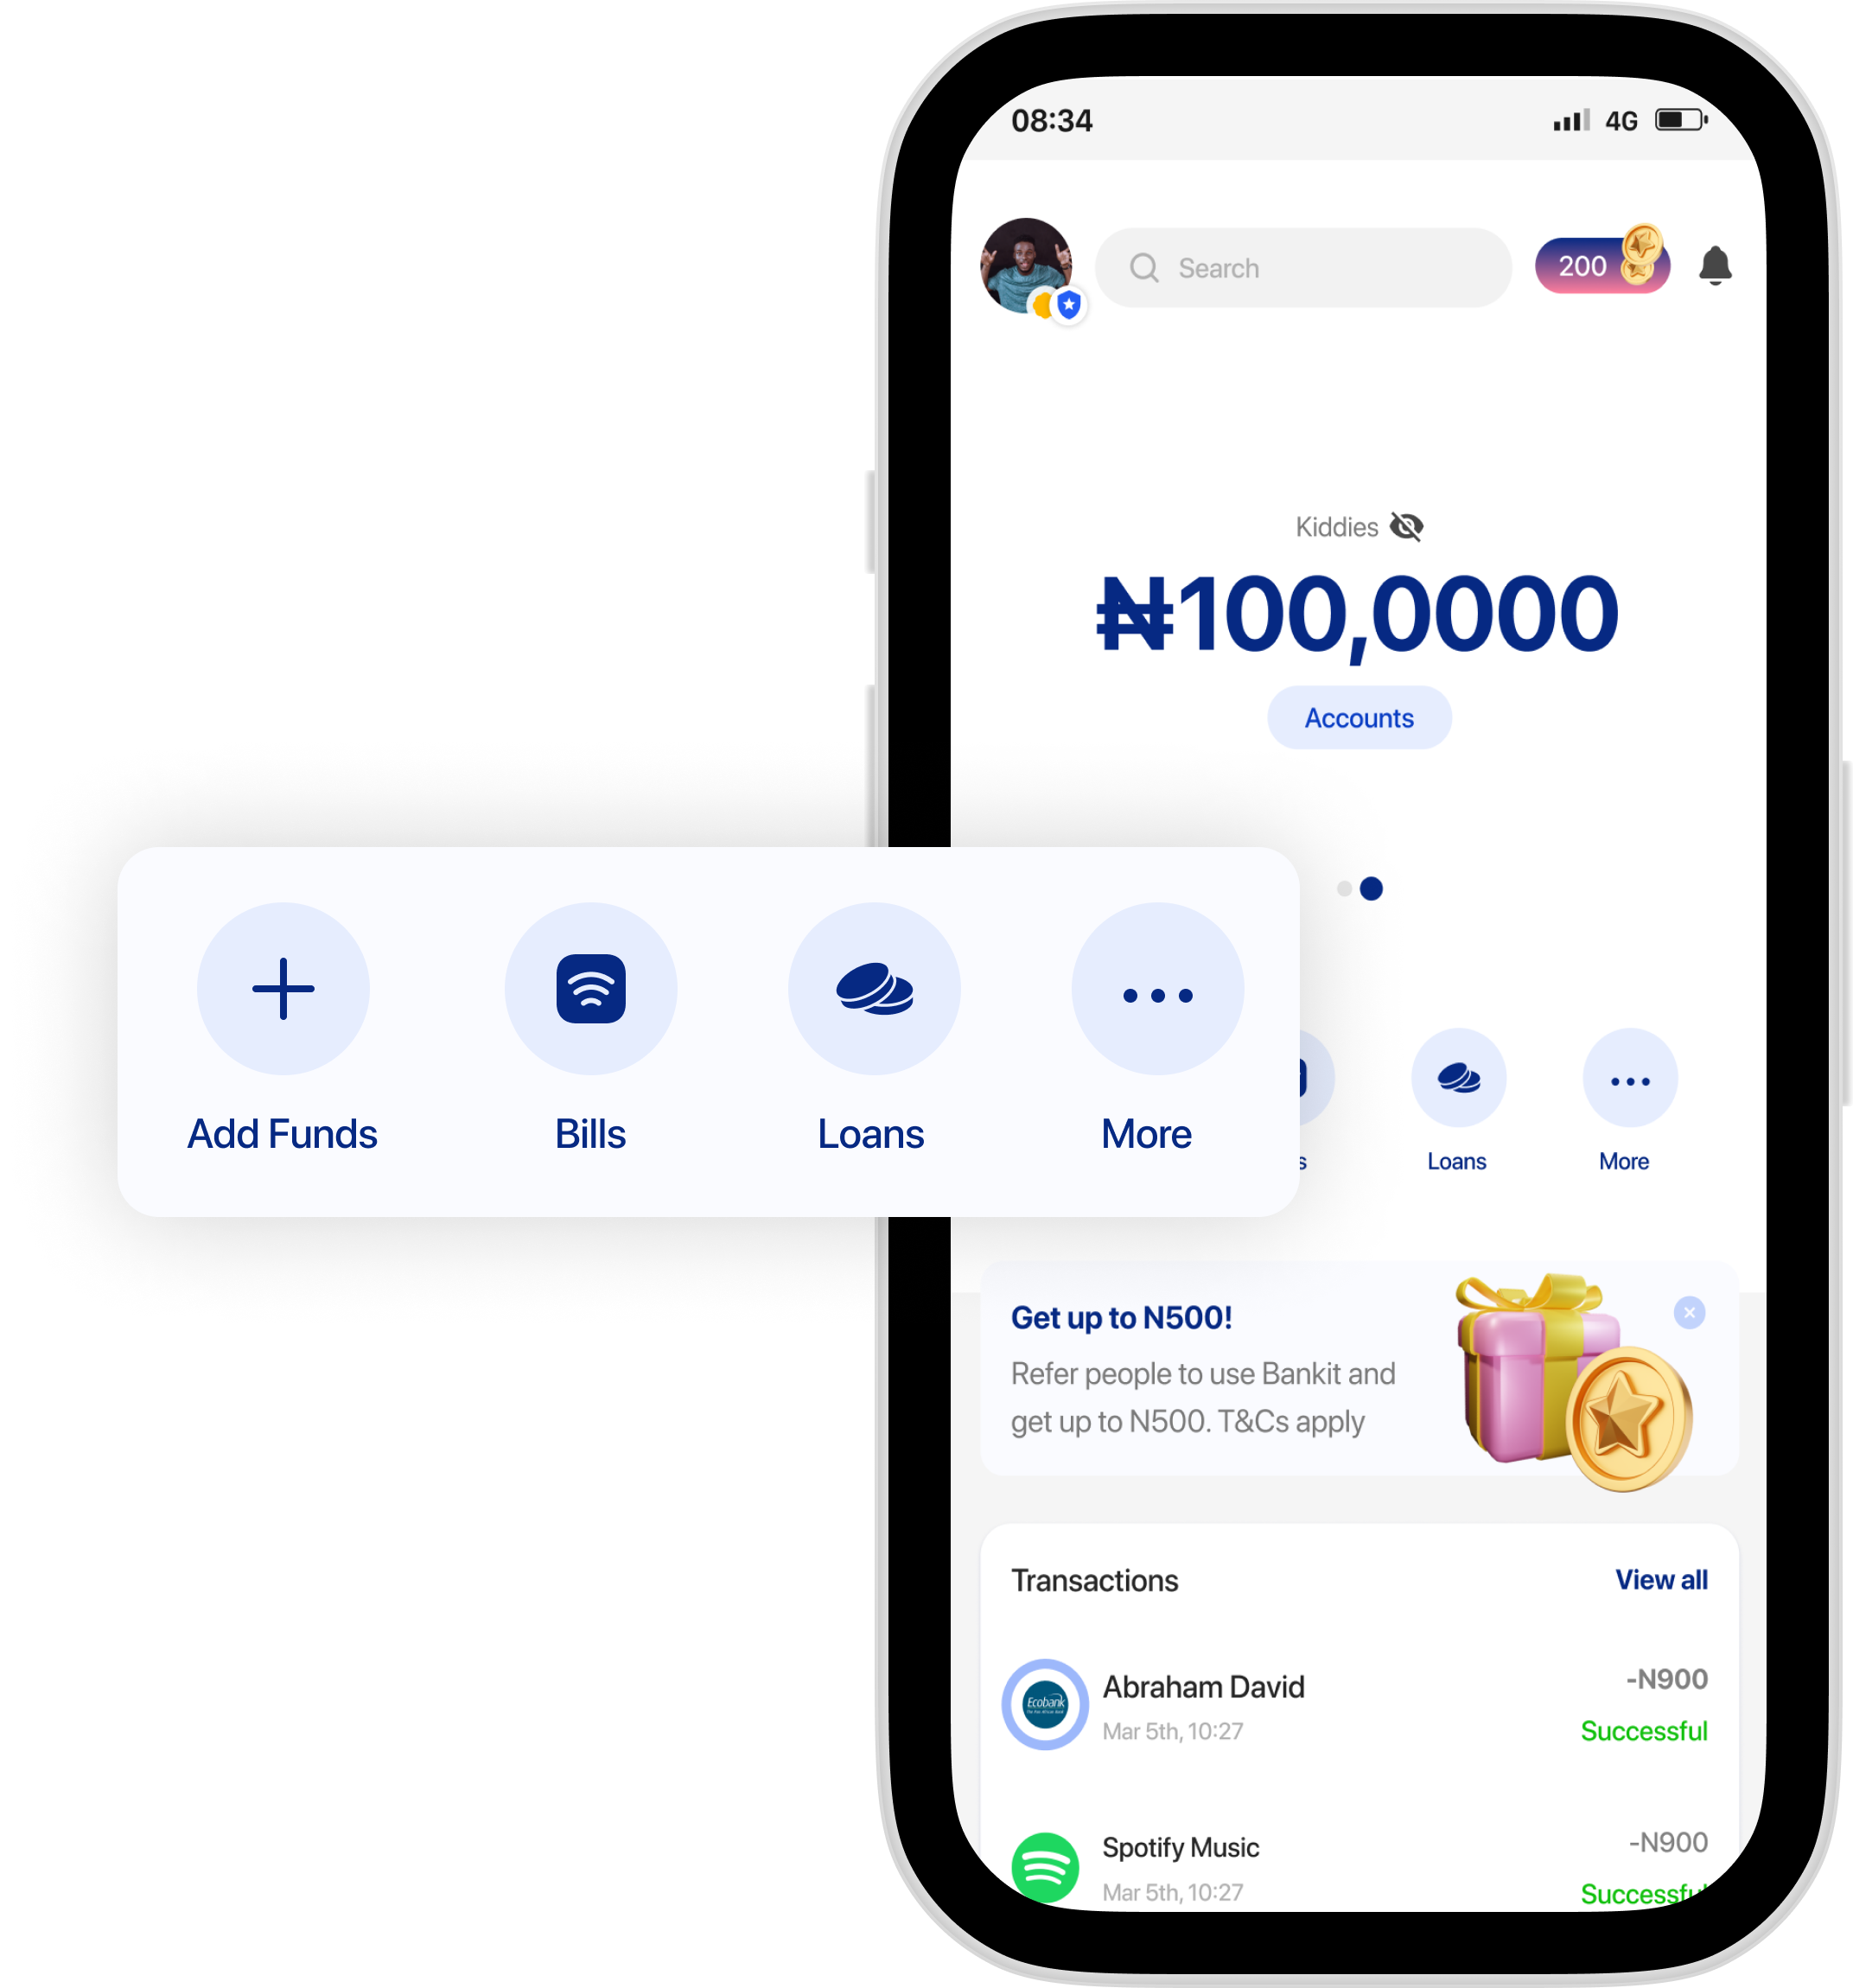 08:34
4G
Search
200
Kiddies
₦100,0000
Accounts
Add Funds
Bills
Loans
More
s
Loans
More
Get up to N500!
Refer people to use Bankit and
get up to N500. T&Cs apply
Transactions
View all
Ecobank
Abraham David
-N900
Mar 5th, 10:27
Successful
Spotify Music
-N900
Mar 5th, 10:27
Successful